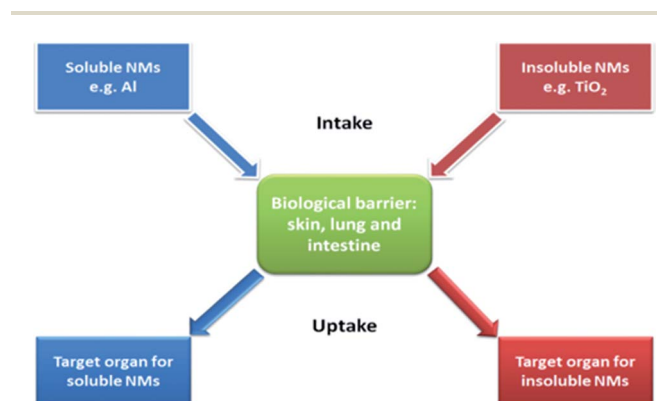 Soluble NMs
e.g. Al
Insoluble NMs
e.g. TiO₂
Intake
Biological barrier:
skin, lung and
intestine
Uptake
Target organ for
soluble NMs
Target organ for
insoluble NMs